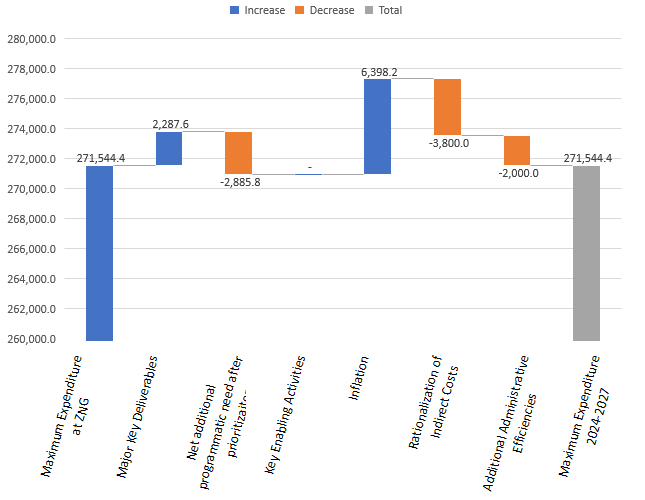 Increase Decrease Total
280,000.0
278,000.0
276,000.0
274,000.0
272,000.0
270,000.0
268,000.0
266,000.0
264,000.0
262,000.0
260,000.0
271,544.4
2,287.6
-2,885.8
-
6,398.2
-3,800.0
-2,000.0
271,544.4
Maximum Expenditure
at ZNG
Major Key Deliverables
Net additional
programmatic need after
Key Enabling Activities
Inflation
Rationalization of
Indirect Costs
Additional Administrative
Efficiencies
Maximum Expenditure
2024-2027